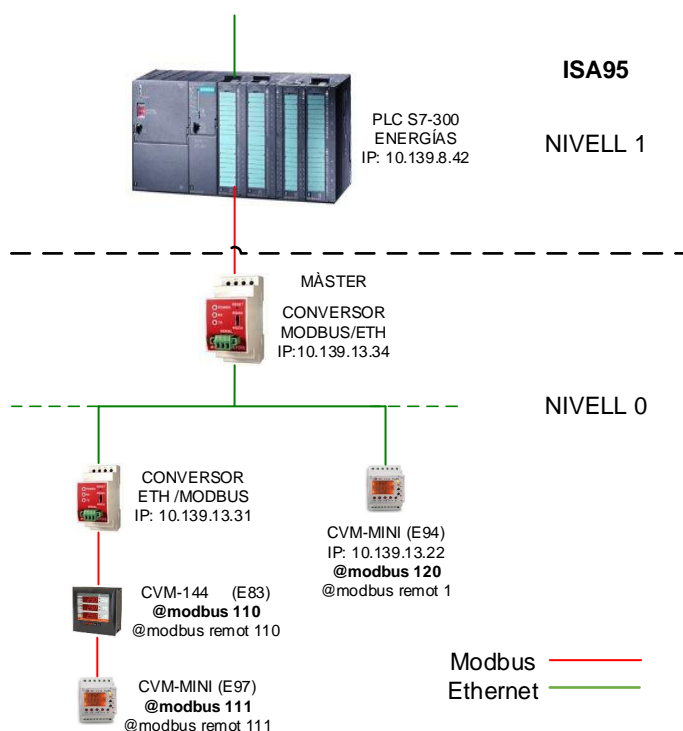 ISA95
PLC S7-300
ENERGÍAS
IP: 10.139.8.42
NIVELL 1
MÀSTER
CONVERSOR
MODBUS/ETH
IP:10.139.13.34
NIVELL 0
CONVERSOR
ETH /MODBUS
IP: 10.139.13.31
CVM-MINI (E94)
IP: 10.139.13.22
@modbus 120
@modbus remot 1
CVM-144 (E83)
@modbus 110
@modbus remot 110
CVM-MINI (E97)
@modbus 111
@modbus remot 111
Modbus
Ethernet